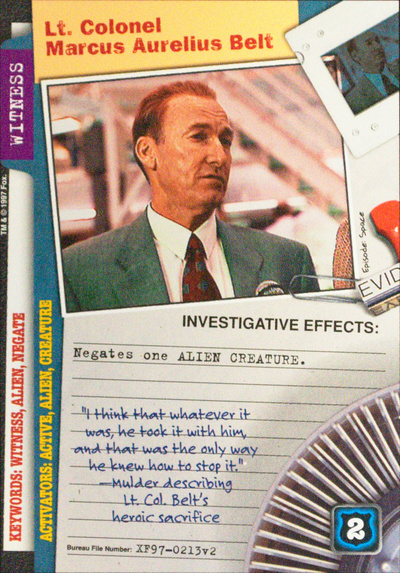 Lt. Colonel
Marcus Aurelius Belt
WITNESS
TM & © 1997 Fox.
KEYWORDS: WITNESS, ALIEN, NEGATE
ACTIVATORS: ACTIVE, ALIEN, CREATURE
Episode: Space
EVID
INVESTIGATIVE EFFECTS:
Negates one ALIEN CREATURE.
"I think that whatever it
was, he took it with him,
and that was the only way
he knew how to stop it."
—Mulder describing
Lt. Col. Belt's
heroic sacrifice
Bureau File Number: XF97-0213v2
2